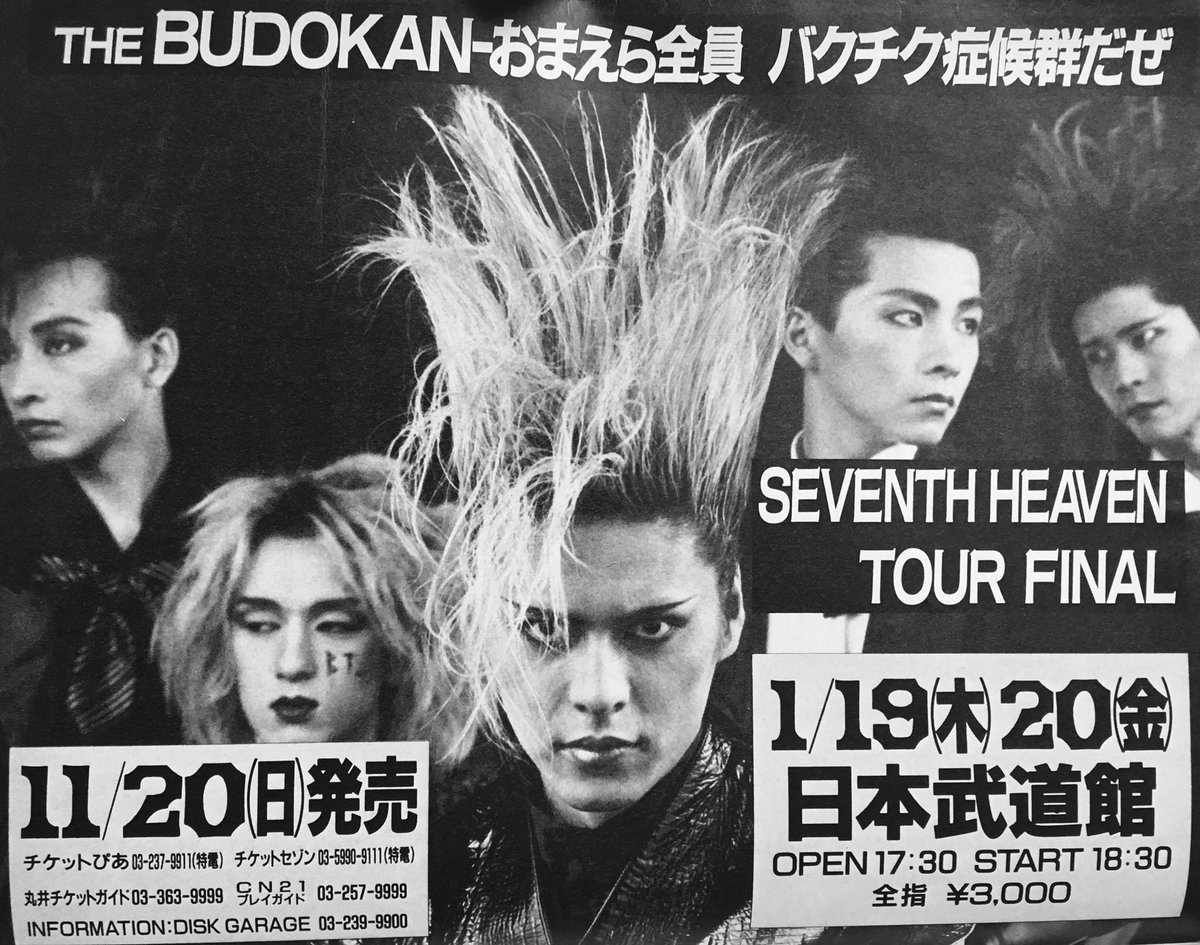 THE BUDOKAN-おまえら全員 バクチク症候群だぜ
BT
SEVENTH HEAVEN
TOUR FINAL
1/19(木)20(金)
日本武道館
OPEN 17:30 START 18:30
全指 ¥3,000
11/20(日)発売
チケットぴあ 03-237-9911(特電) チケットセゾン 03-5990-9111(特電)
丸井チケットガイド 03-363-9999 CN21プレイガイド 03-257-9999
INFORMATION:DISK GARAGE 03-239-9900